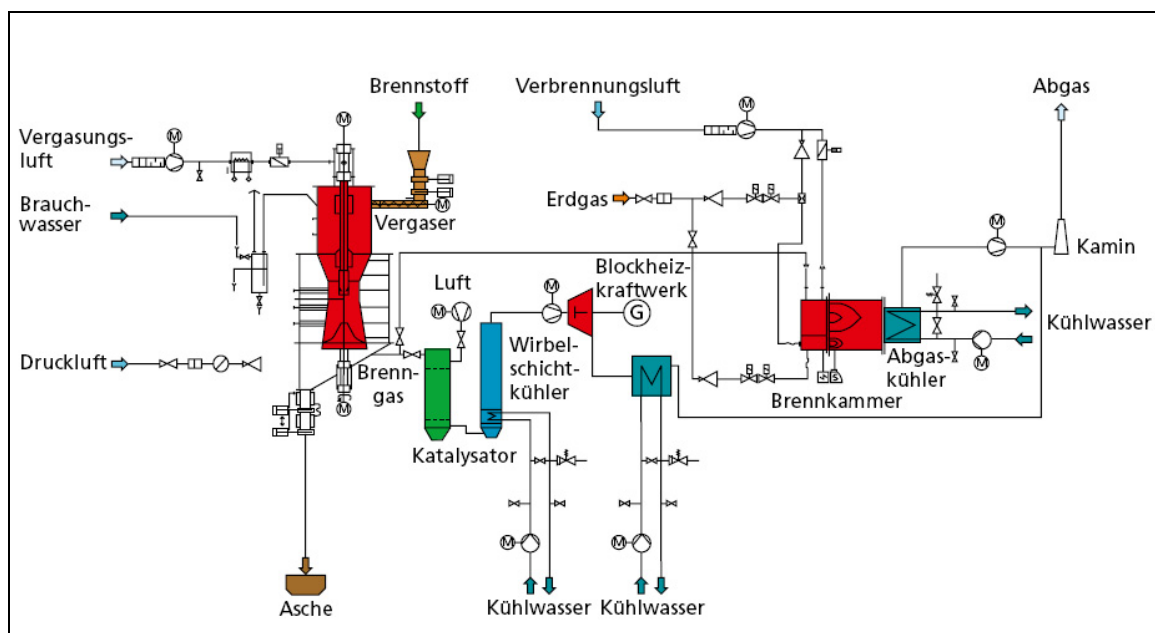 Brennstoff
Verbrennungsluft
Abgas
M
M
M
Vergasungs-
luft
Erdgas
Brauch-
wasser
M
Vergaser
M
Kamin
Blockheiz-
kraftwerk
Luft
M
M
T
G
Kühlwasser
Wirbel-
schicht-
kühler
Druckluft
Brenn-
gas
Abgas-
kühler
M
S
Brennkammer
M
Katalysator
M
M
Asche
Kühlwasser
Kühlwasser